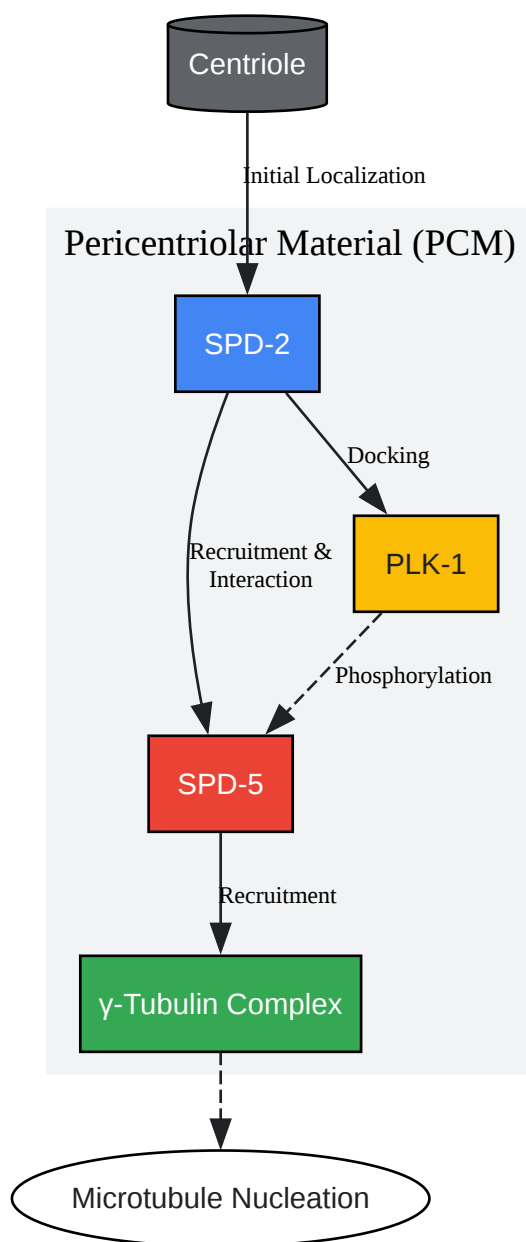 Centriole
Initial Localization
Pericentriolar Material (PCM)
SPD-2
Docking
PLK-1
Recruitment &
Interaction
Phosphorylation
SPD-5
Recruitment
γ-Tubulin Complex
Microtubule Nucleation